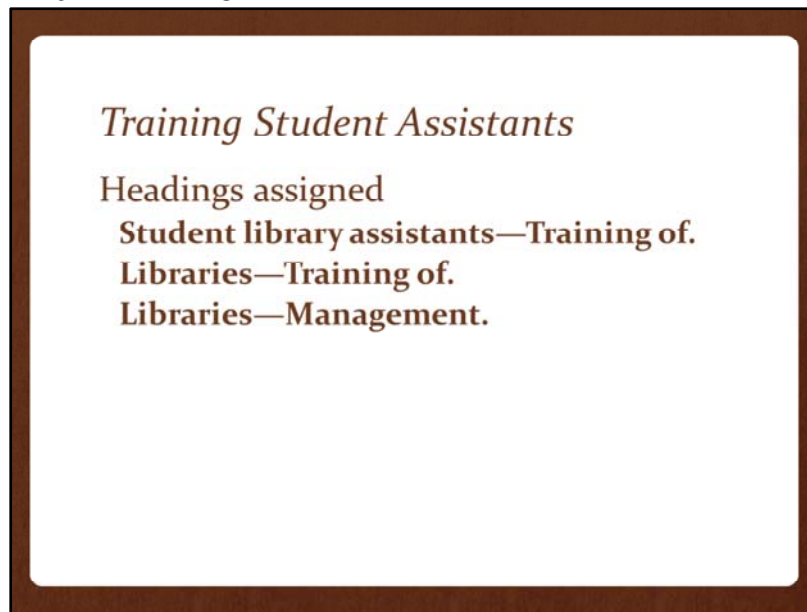 Training Student Assistants
Headings assigned
Student library assistants—Training of.
Libraries—Training of.
Libraries—Management.